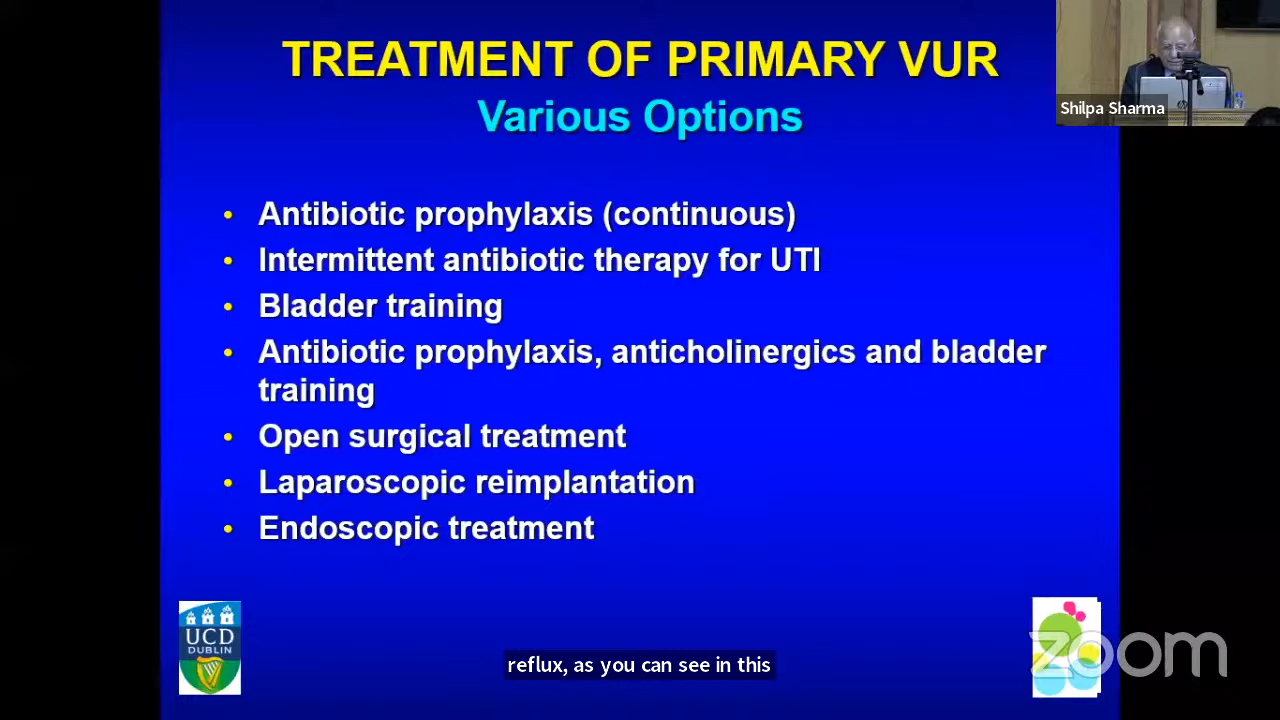 TREATMENT OF PRIMARY VUR
Various Options
Shilpa Sharma
• Antibiotic prophylaxis (continuous)
• Intermittent antibiotic therapy for UTI
• Bladder training
• Antibiotic prophylaxis, anticholinergics and bladder
training
• Open surgical treatment
• Laparoscopic reimplantation
• Endoscopic treatment
UCD
DUBLIN
reflux, as you can see in this
zoom